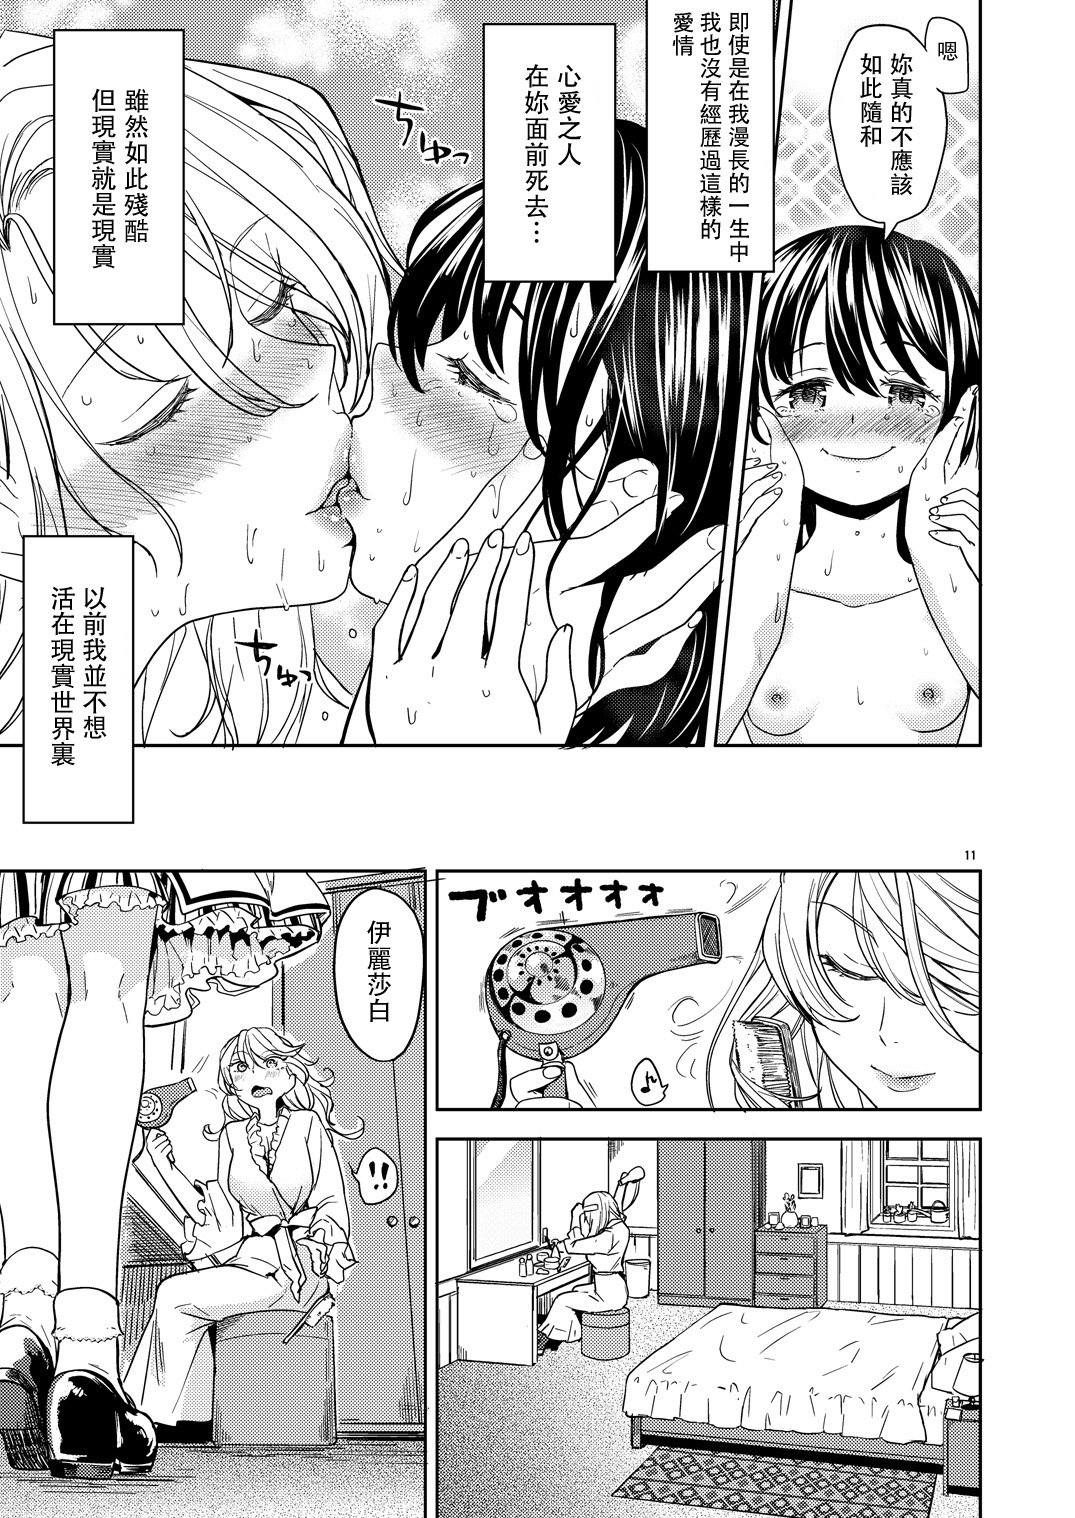 嗯
妳真的不應該
如此隨和
即使是在我漫長的一生中
我也沒有經歷過這樣的
愛情
心愛之人
在妳面前死去…
ちゅっ
雖然如此殘酷
但現實就是現實
ちゅっ
以前我並不想
活在現實世界裏
11
ブオオオオ
♪
伊麗莎白
!!